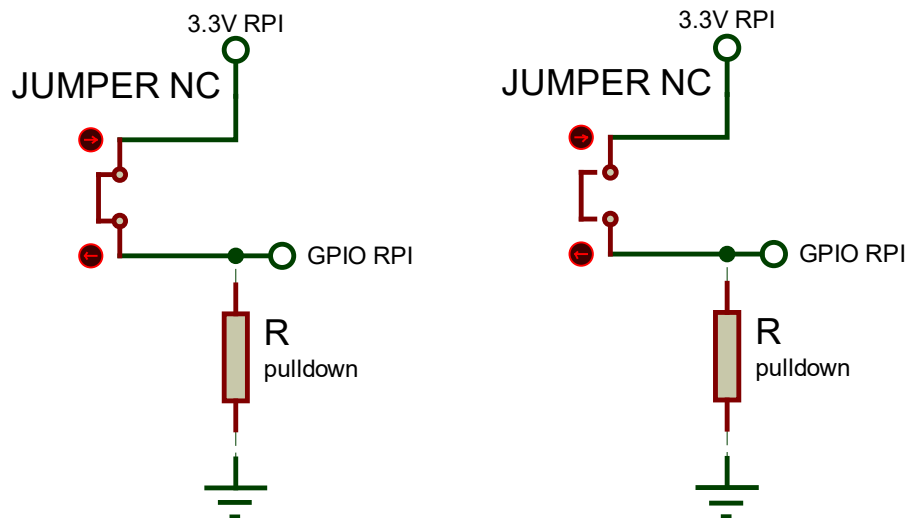 3.3V RPI
JUMPER NC
GPIO RPI
R
pulldown
3.3V RPI
JUMPER NC
GPIO RPI
R
pulldown